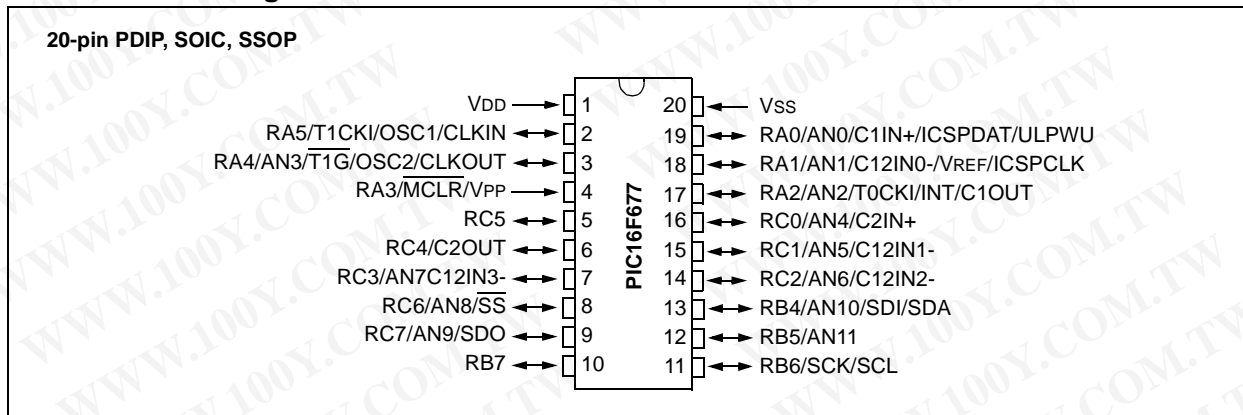 20-pin PDIP, SOIC, SSOP
VDD 1 20 VSS
RA5/T1CKI/OSC1/CLKIN 2 19 RA0/AN0/C1IN+/ICSPDAT/ULPWU
RA4/AN3/T1G/OSC2/CLKOUT 3 18 RA1/AN1/C12IN0-/VREF/ICSPCLK
RA3/MCLR/VPP 4 17 RA2/AN2/T0CKI/INT/C1OUT
RC5 5 16 RC0/AN4/C2IN+
RC4/C2OUT 6 15 RC1/AN5/C12IN1-
RC3/AN7C12IN3- 7 14 RC2/AN6/C12IN2-
RC6/AN8/SS 8 13 RB4/AN10/SDI/SDA
RC7/AN9/SDO 9 12 RB5/AN11
RB7 10 11 RB6/SCK/SCL
PIC16F677
WWW.100Y.COM.TW